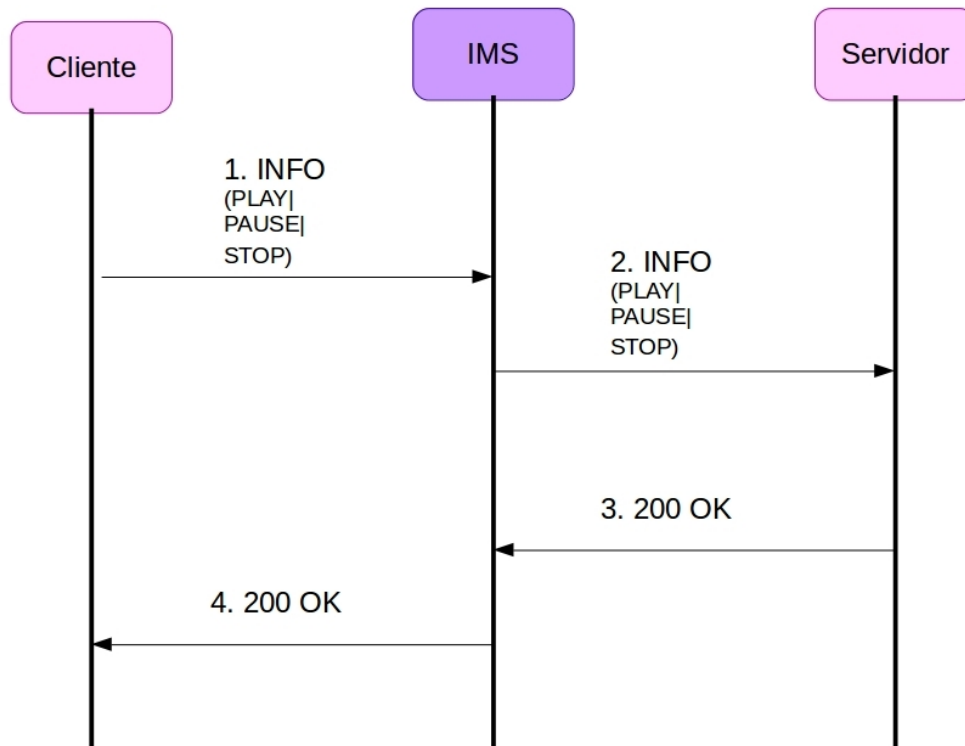 Cliente
IMS
Servidor
1. INFO
(PLAY|
PAUSE|
STOP)
2. INFO
(PLAY|
PAUSE|
STOP)
3. 200 OK
4. 200 OK